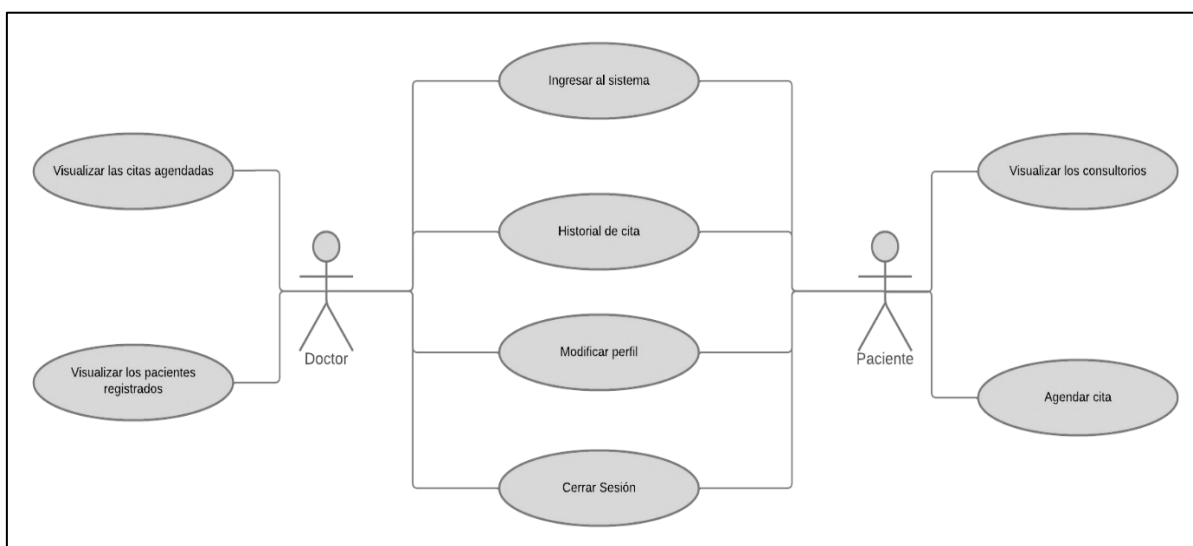 Ingresar al sistema
Visualizar las citas agendadas
Visualizar los consultorios
Historial de cita
Doctor
Paciente
Modificar perfil
Visualizar los pacientes
registrados
Agendar cita
Cerrar Sesión